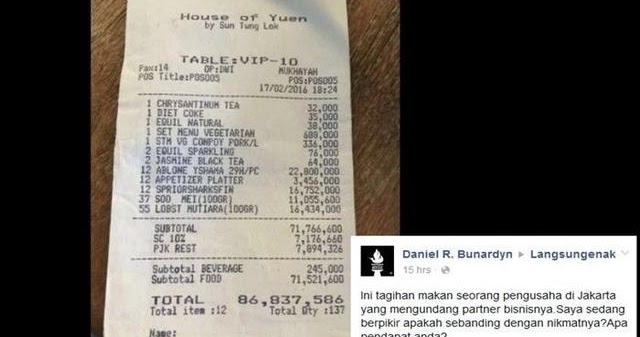 House of Yuen
by Sun Tung Lok
TABLE:VIP-10
Pax:14 OP:DWI MUKHAYAH
POS Title:POS005 POS:POS005
17/02/2016 18:24
1 CHRYSANTINUM TEA 32,000
1 DIET COKE 35,000
1 EQUIL NATURAL 38,000
1 SET MENU VEGETARIAN 688,000
1 STM VG CONPOY PORK/L 336,000
2 EQUIL SPARKLING 76,000
2 JASMINE BLACK TEA 64,000
12 ABLONE YSHAMA 29H/PC 22,800,000
12 APPETIZER PLATTER 3,456,000
12 SPRIORSHARKSFIN 16,752,000
37 SOO MEI(100GR) 11,055,600
55 LOBST MUTIARA(100GR) 16,434,000
SUBTOTAL 71,766,600
SC 10% 7,176,660
PJK REST 7,894,326
Subtotal BEVERAGE 245,000
Subtotal FOOD 71,521,600
TOTAL 86,837,586
Total item :12 Total Qty :137
Name:
Daniel R. Bunardyn ▸ Langsungenak
15 hrs ·
Ini tagihan makan seorang pengusaha di Jakarta
yang mengundang partner bisnisnya.Saya sedang
berpikir apakah sebanding dengan nikmatnya?Apa
pendapat anda?